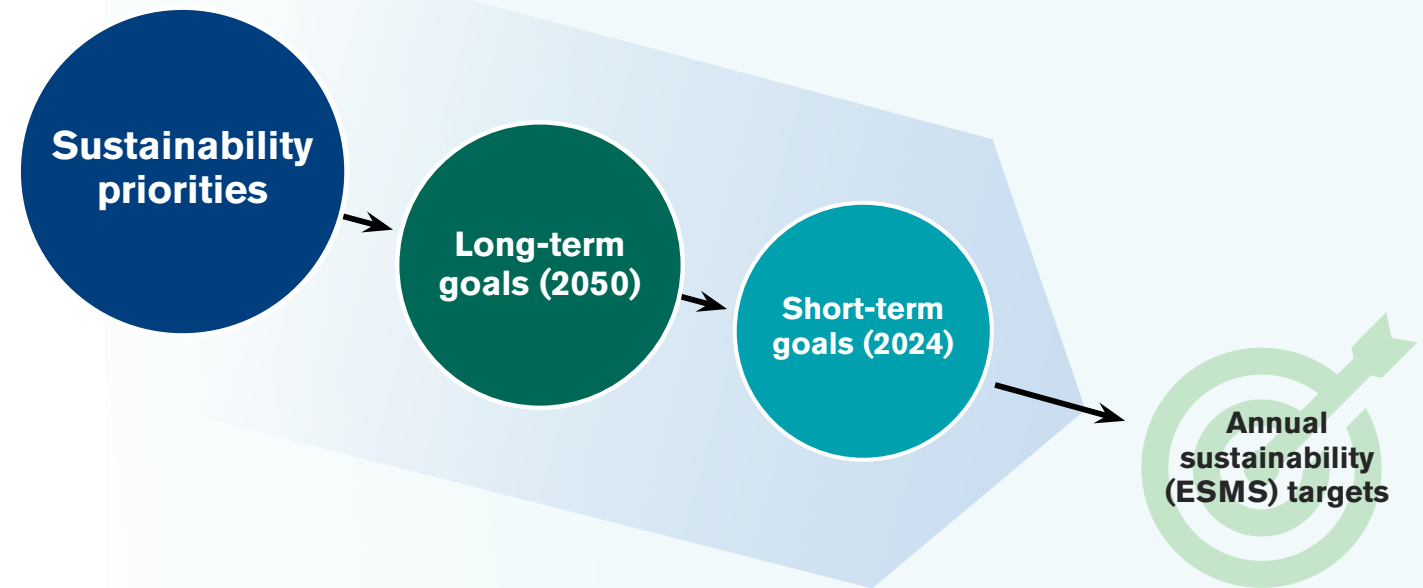 Sustainability
priorities
Long-term
goals (2050)
Short-term
goals (2024)
Annual
sustainability
(ESMS) targets